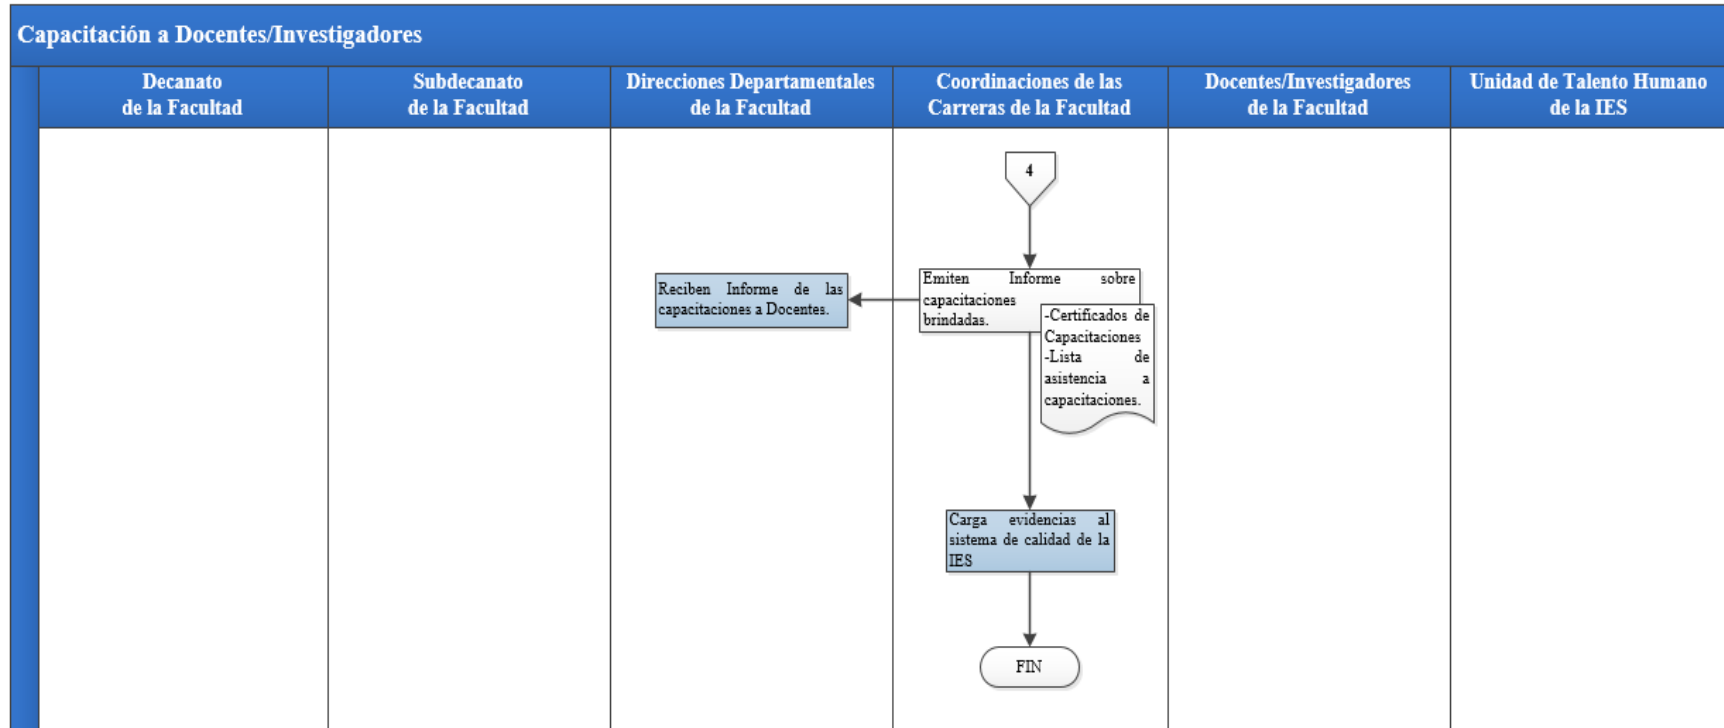 Capacitación a Docentes/Investigadores
Decanato
de la Facultad
Subdecanato
de la Facultad
Direcciones Departamentales
de la Facultad
Coordinaciones de las
Carreras de la Facultad
Docentes/Investigadores
de la Facultad
Unidad de Talento Humano
de la IES
4
Reciben Informe de las
capacitaciones a Docentes.
Emiten Informe sobre
capacitaciones
brindadas.
-Certificados de
Capacitaciones
-Lista de
asistencia a
capacitaciones.
Carga evidencias al
sistema de calidad de la
IES
FIN